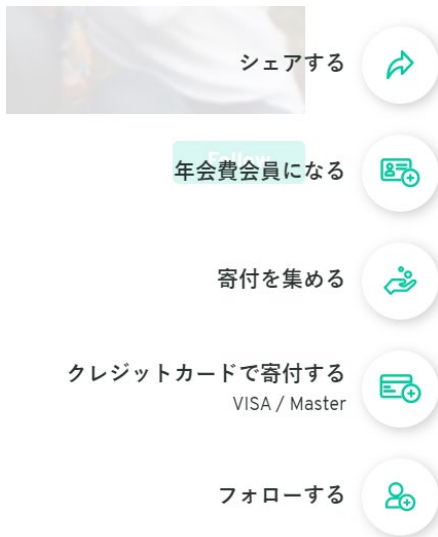 シェアする
年会費会員になる
寄付を集める
クレジットカードで寄付する
VISA / Master
フォローする